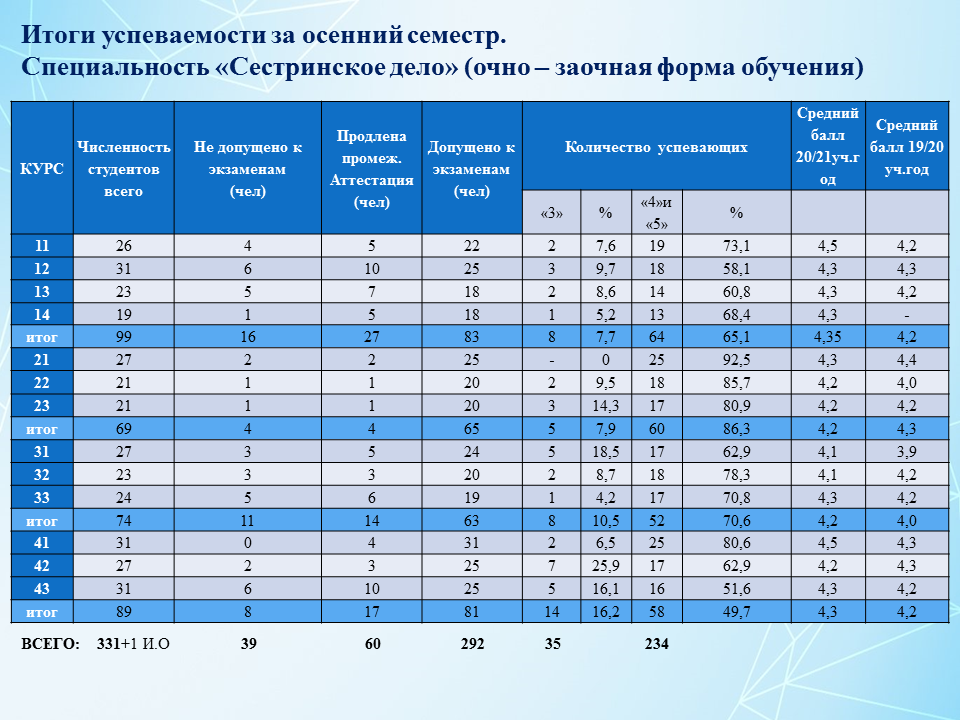 Итоги успеваемости за осенний семестр.
Специальность «Сестринское дело» (очно – заочная форма обучения)
КУРС Численность студентов всего Не допущено к экзаменам (чел) Продлена промеж. Аттестация (чел) Допущено к экзаменам (чел) Количество успевающих Средний балл 20/21уч.год Средний балл 19/20 уч.год
«3» % «4»и «5» %
11 26 4 5 22 2 7,6 19 73,1 4,5 4,2
12 31 6 10 25 3 9,7 18 58,1 4,3 4,3
13 23 5 7 18 2 8,6 14 60,8 4,3 4,2
14 19 1 5 18 1 5,2 13 68,4 4,3 -
итог 99 16 27 83 8 7,7 64 65,1 4,35 4,2
21 27 2 2 25 - 0 25 92,5 4,3 4,4
22 21 1 1 20 2 9,5 18 85,7 4,2 4,0
23 21 1 1 20 3 14,3 17 80,9 4,2 4,2
итог 69 4 4 65 5 7,9 60 86,3 4,2 4,3
31 27 3 5 24 5 18,5 17 62,9 4,1 3,9
32 23 3 3 20 2 8,7 18 78,3 4,1 4,2
33 24 5 6 19 1 4,2 17 70,8 4,3 4,2
итог 74 11 14 63 8 10,5 52 70,6 4,2 4,0
41 31 0 4 31 2 6,5 25 80,6 4,5 4,3
42 27 2 3 25 7 25,9 17 62,9 4,2 4,3
43 31 6 10 25 5 16,1 16 51,6 4,3 4,2
итог 89 8 17 81 14 16,2 58 49,7 4,3 4,2
ВСЕГО: 331+1 И.О 39 60 292 35 234